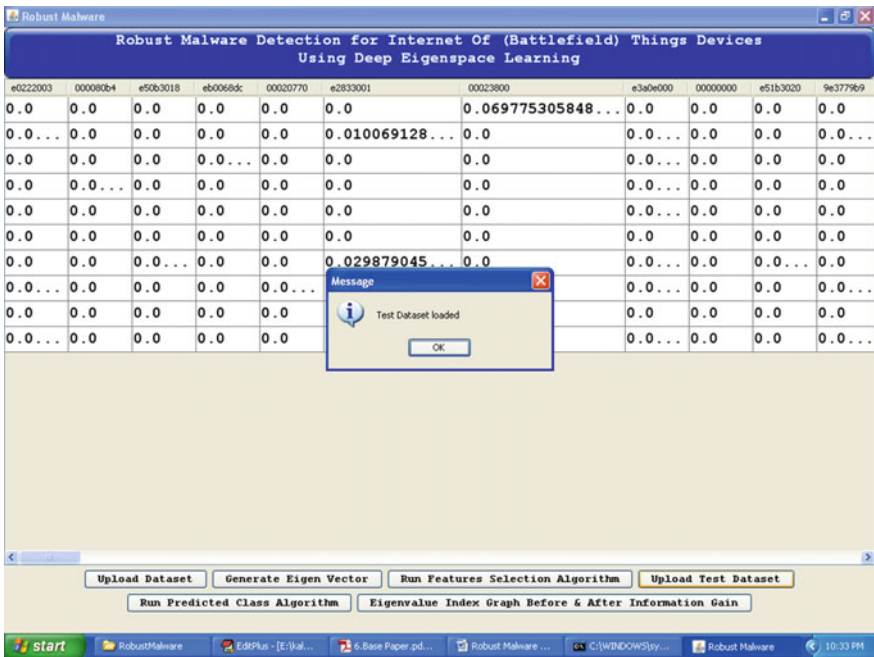 Robust Malware
Robust Malware Detection for Internet Of (Battlefield) Things Devices
Using Deep Eigenspace Learning
e0222003 000080b4 e50b3018 eb0068dc 00020770 e2833001 00023800 e3a0e000 00000000 e51b3020 9e3779b9
0.0 0.0 0.0 0.0 0.0 0.0 0.069775305848... 0.0 0.0 0.0 0.0
0.0... 0.0 0.0 0.0 0.0 0.010069128... 0.0 0.0... 0.0 0.0 0.0...
0.0 0.0 0.0 0.0... 0.0 0.0 0.0 0.0... 0.0 0.0 0.0
0.0 0.0... 0.0 0.0 0.0 0.0 0.0 0.0... 0.0 0.0 0.0
0.0 0.0 0.0 0.0 0.0 0.0 0.0 0.0... 0.0 0.0 0.0
0.0 0.0 0.0 0.0 0.0 0.0 0.0 0.0 0.0 0.0 0.0
0.0 0.0 0.0... 0.0 0.0 0.029879045... 0.0 0.0... 0.0 0.0... 0.0
0.0... 0.0 0.0 0.0 0.0... 0.0... 0.0 0.0 0.0...
0.0 0.0 0.0 0.0 0.0 0.0 0.0 0.0 0.0
0.0... 0.0 0.0 0.0 0.0 0.0... 0.0 0.0 0.0...
Message
Test Dataset loaded
OK
Upload Dataset Generate Eigen Vector Run Features Selection Algorithm Upload Test Dataset
Run Predicted Class Algorithm Eigenvalue Index Graph Before & After Information Gain
start RobustMalware EditPlus - [E:\kal... 6.Base Paper.pd... Robust Malware ... C:\WINDOWS\sy... Robust Malware 10:33 PM